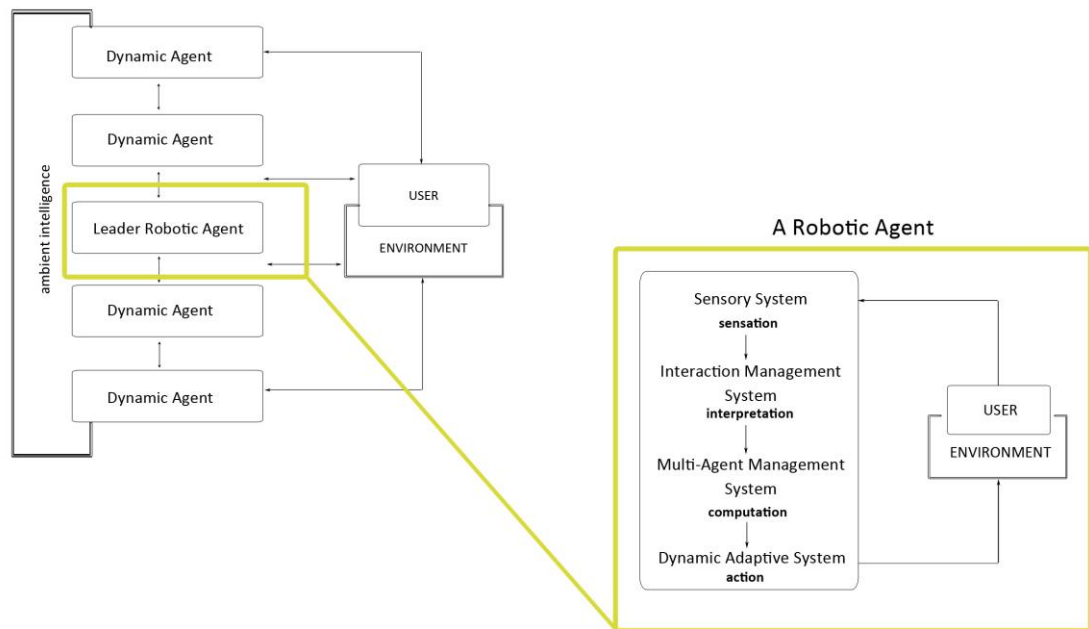 Dynamic Agent
Dynamic Agent
Leader Robotic Agent
Dynamic Agent
Dynamic Agent
ambient intelligence
USER
ENVIRONMENT
A Robotic Agent
Sensory System
sensation
Interaction Management
System
interpretation
Multi-Agent Management
System
computation
Dynamic Adaptive System
action
USER
ENVIRONMENT